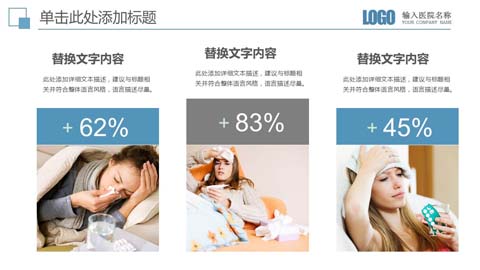 单击此处添加标题
LOGO
输入医院名称
YOUR COMPANY NAME
替换文字内容
此处添加详细文本描述，建议与标题相
关并符合整体语言风格，语言描述尽量。
+ 62%
替换文字内容
此处添加详细文本描述，建议与标题相
关并符合整体语言风格，语言描述尽量。
+ 83%
替换文字内容
此处添加详细文本描述，建议与标题相
关并符合整体语言风格，语言描述尽量。
+ 45%